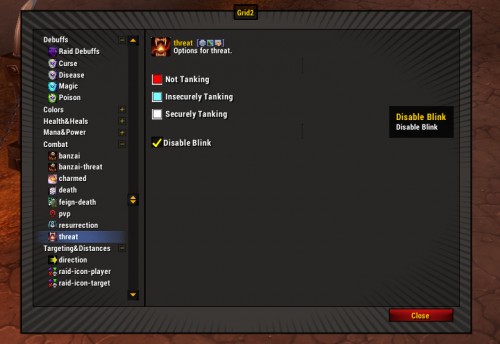 Grid2
Debuffs
Raid Debuffs
Curse
Disease
Magic
Poison
Colors
Health&Heals
Mana&Power
Combat
banzai
banzai-threat
charmed
death
feign-death
pvp
resurrection
threat
Targeting&Distances
direction
raid-icon-player
raid-icon-target
threat
Options for threat.
Not Tanking
Insecurely Tanking
Securely Tanking
Disable Blink
Disable Blink
Disable Blink
Close